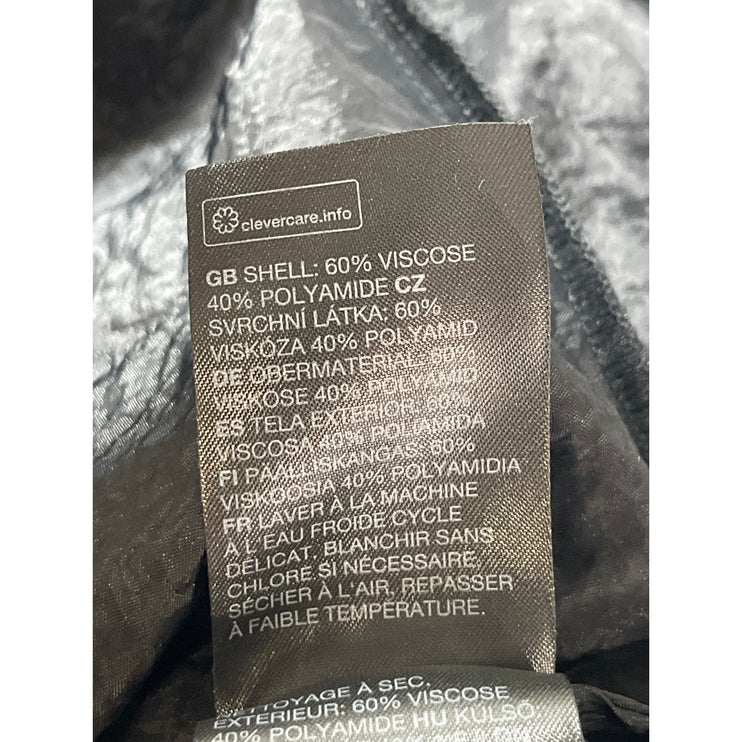 clevercare.info
GB SHELL: 60% VISCOSE
40% POLYAMIDE CZ
SVRCHNÍ LÁTKA: 60%
VISKÓZA 40% POLYAMID
DE OBERMATERIAL: 60%
VISKOSE 40% POLYAMID
ES TELA EXTERIOR: 60%
VISCOSA 40% POLIAMIDA
FI PÄÄLLISKANGAS: 60%
VISKOOSIA 40% POLYAMIDIA
FR LAVER À LA MACHINE
À L'EAU FROIDE CYCLE
DÉLICAT. BLANCHIR SANS
CHLORE SI NÉCESSAIRE,
SÉCHER À L'AIR, REPASSER
À FAIBLE TEMPÉRATURE.
À SEC.
EXTÉRIEUR: 60% VISCOSE
40% POLYAMIDE HU KÜLSŐ: